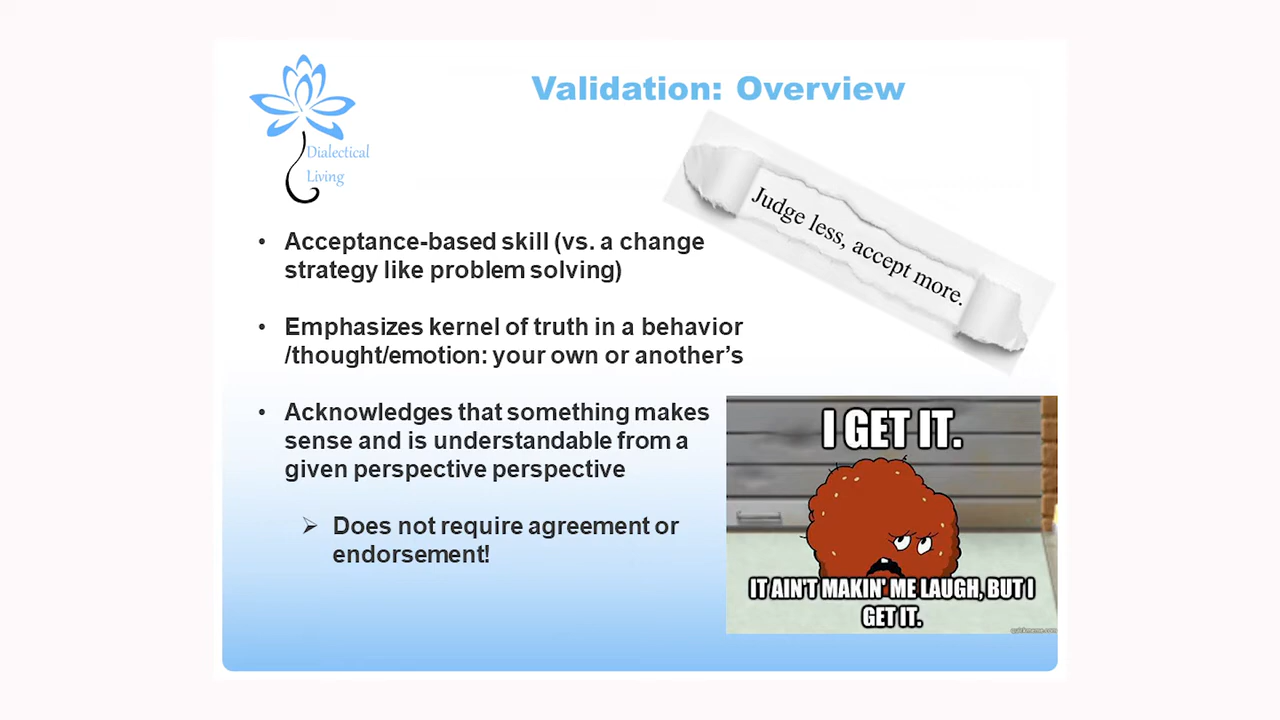 Validation: Overview
Dialectical
Living
Judge less, accept more.
• Acceptance-based skill (vs. a change
strategy like problem solving)
• Emphasizes kernel of truth in a behavior
/thought/emotion: your own or another’s
• Acknowledges that something makes
sense and is understandable from a
given perspective perspective
➢ Does not require agreement or
endorsement!
I GET IT.
IT AIN'T MAKIN' ME LAUGH, BUT I
GET IT.
quickmeme.com